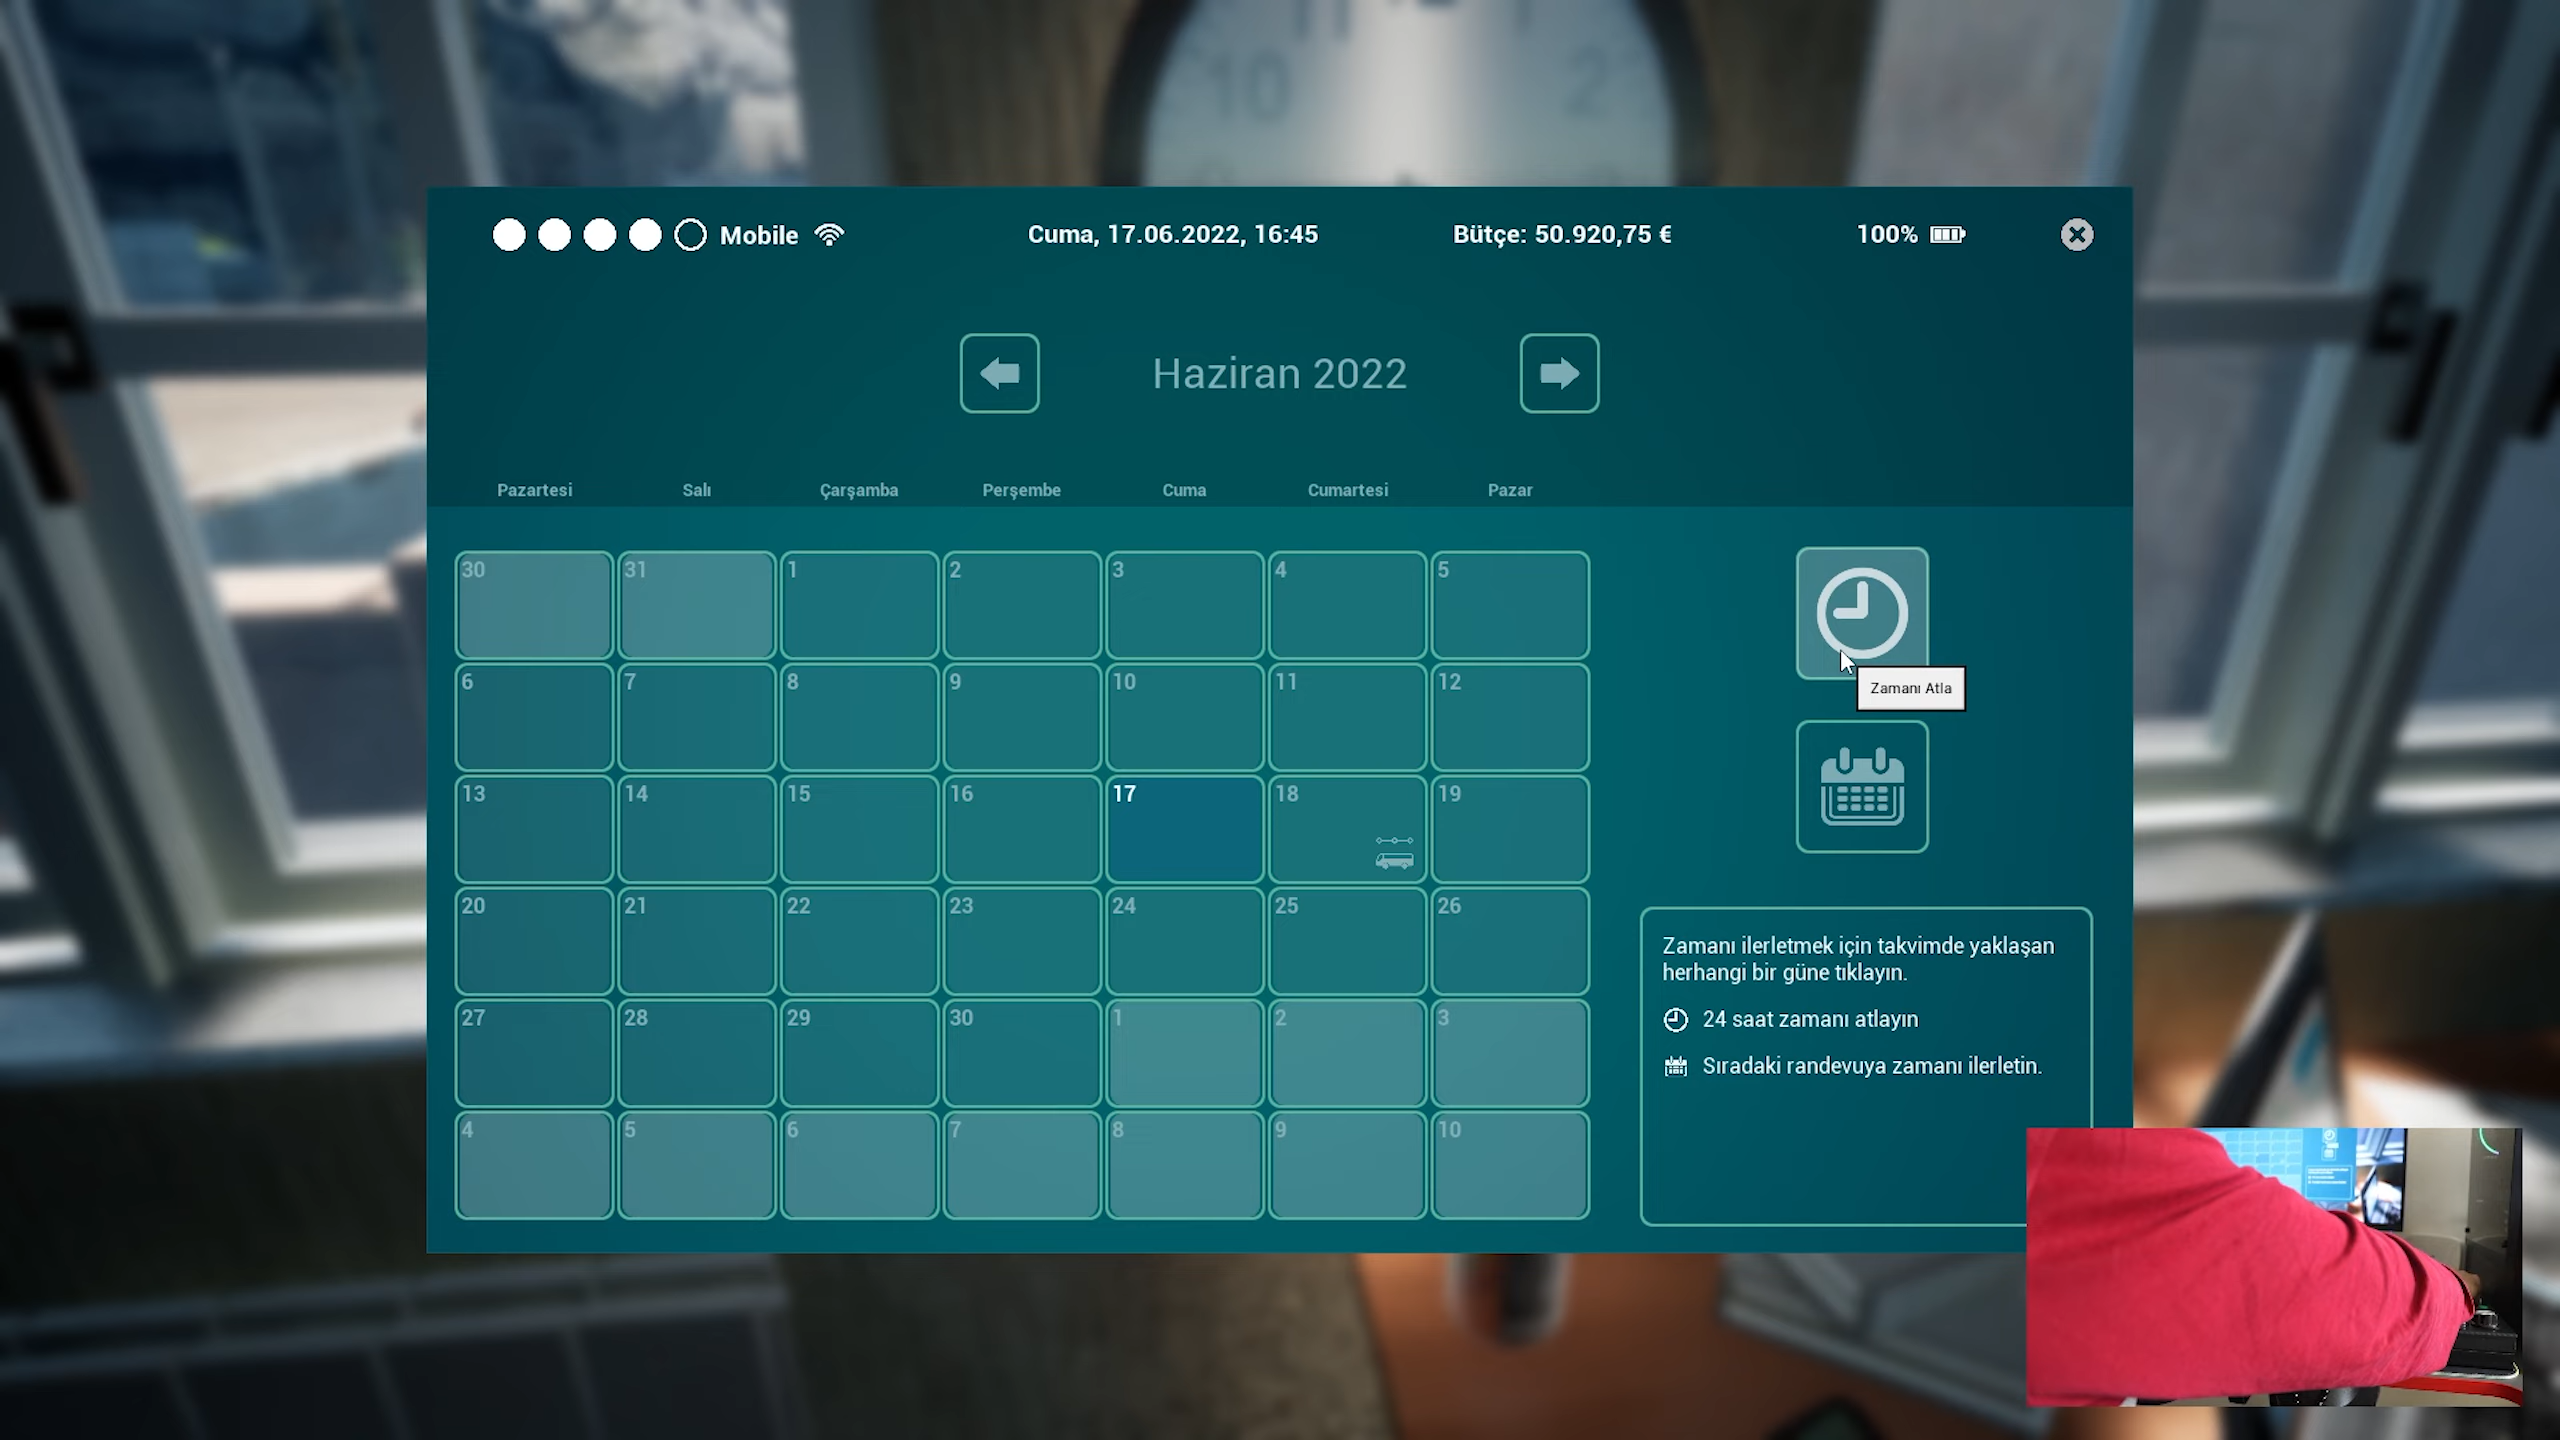 10
2
Mobile
Cuma, 17.06.2022, 16:45
Bütçe: 50.920,75 €
100%
Haziran 2022
Pazartesi Salı Çarşamba Perşembe Cuma Cumartesi Pazar
30 31 1 2 3 4 5
6 7 8 9 10 11 12
13 14 15 16 17 18 19
20 21 22 23 24 25 26
27 28 29 30 1 2 3
4 5 6 7 8 9 10
Zamanı Atla
Zamanı ilerletmek için takvimde yaklaşan
herhangi bir güne tıklayın.
24 saat zamanı atlayın
Sıradaki randevuya zamanı ilerletin.